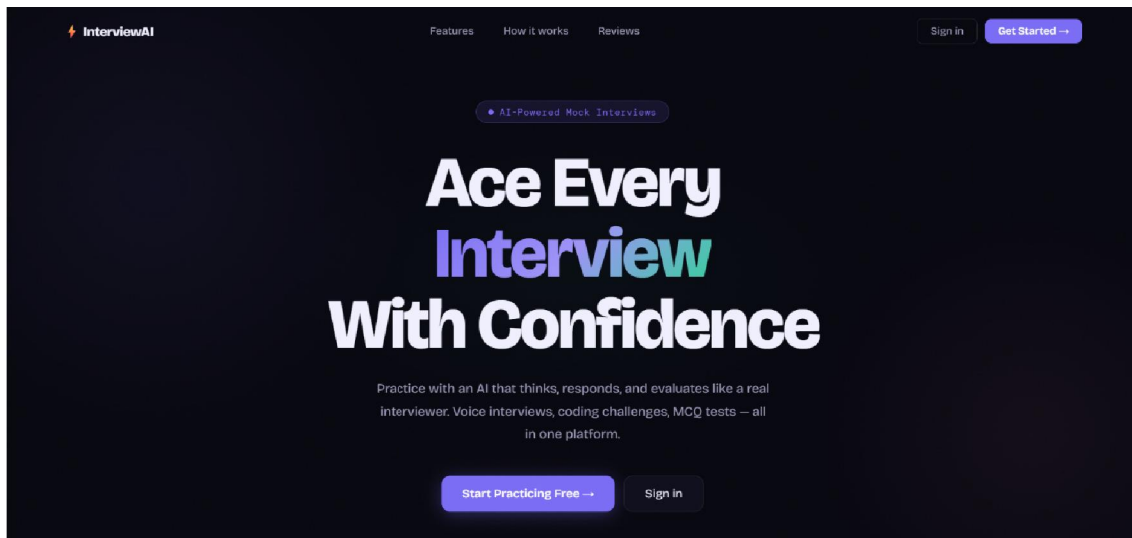 InterviewAI
Features
How it works
Reviews
Sign in
Get Started →
AI-Powered Mock Interviews
Ace Every
Interview
With Confidence
Practice with an AI that thinks, responds, and evaluates like a real
interviewer. Voice interviews, coding challenges, MCQ tests — all
in one platform.
Start Practicing Free →
Sign in